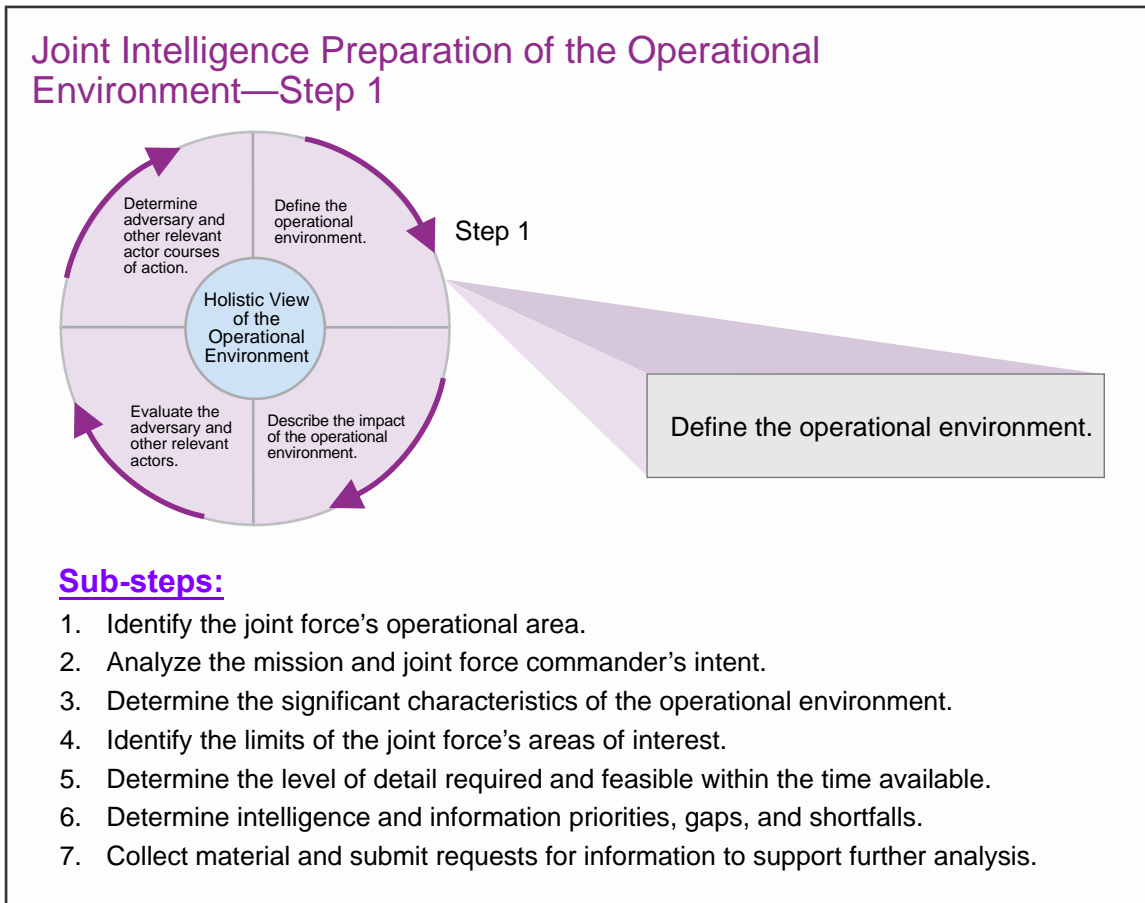 Joint Intelligence Preparation of the Operational
Environment—Step 1
Determine
adversary and
other relevant
actor courses
of action.
Define the
operational
environment.
Step 1
Holistic View
of the
Operational
Environment
Evaluate the
adversary and
other relevant
actors.
Describe the impact
of the operational
environment.
Define the operational environment.
Sub-steps:
1. Identify the joint force’s operational area.
2. Analyze the mission and joint force commander’s intent.
3. Determine the significant characteristics of the operational environment.
4. Identify the limits of the joint force’s areas of interest.
5. Determine the level of detail required and feasible within the time available.
6. Determine intelligence and information priorities, gaps, and shortfalls.
7. Collect material and submit requests for information to support further analysis.